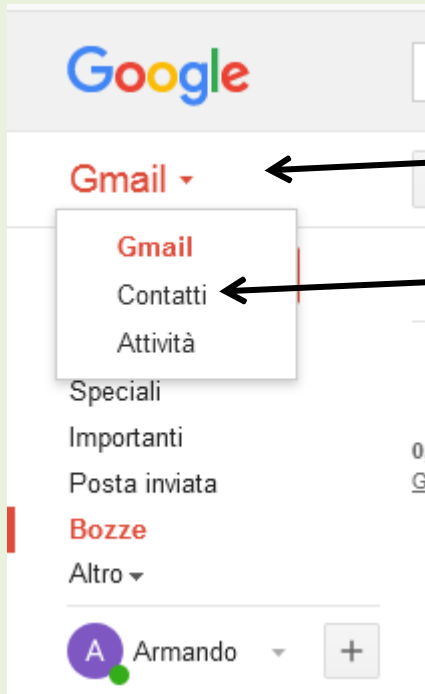 Google
Gmail
Gmail
Contatti
Attività
Speciali
Importanti
Posta inviata
Bozze
Altro
A Armando